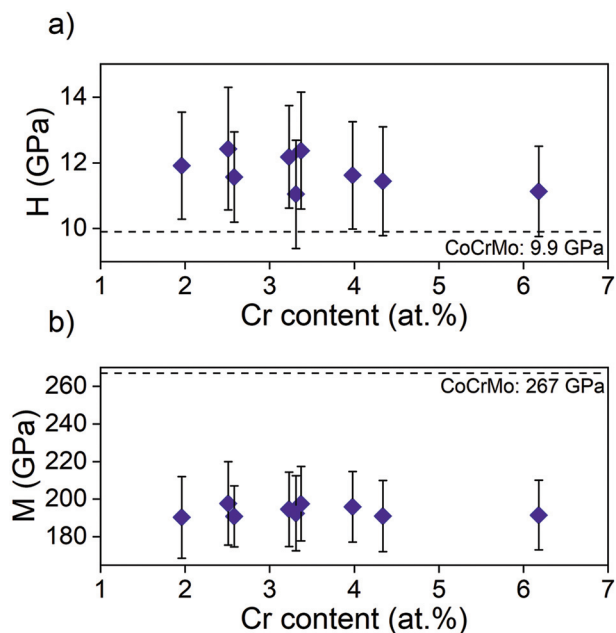 a)
H (GPa)
14
12
10
CoCrMo: 9.9 GPa
1 2 3 4 5 6 7
Cr content (at.%)
b)
M (GPa)
260
240
220
200
180
CoCrMo: 267 GPa
1 2 3 4 5 6 7
Cr content (at.%)